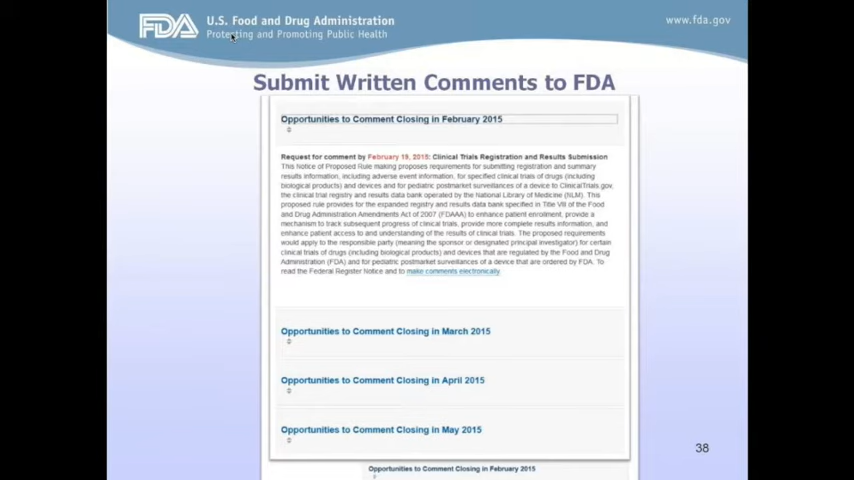 FDA U.S. Food and Drug Administration
Protecting and Promoting Public Health
www.fda.gov
Submit Written Comments to FDA
Opportunities to Comment Closing in February 2015
Request for comment by February 19, 2015: Clinical Trials Registration and Results Submission
This Notice of Proposed Rule making proposes requirements for submitting registration and summary
results information, including adverse event information, for specified clinical trials of drugs (including
biological products) and devices and for pediatric postmarket surveillances of a device to ClinicalTrials.gov,
the clinical trial registry and results data bank operated by the National Library of Medicine (NLM). This
proposed rule provides for the expanded registry and results data bank specified in Title VIII of the Food
and Drug Administration Amendments Act of 2007 (FDAAA) to enhance patient enrollment, provide a
mechanism to track subsequent progress of clinical trials, provide more complete results information, and
enhance patient access to and understanding of the results of clinical trials. The proposed requirements
would apply to the responsible party (meaning the sponsor or designated principal investigator) for certain
clinical trials of drugs (including biological products) and devices that are regulated by the Food and Drug
Administration (FDA) and for pediatric postmarket surveillances of a device that are ordered by FDA. To
read the Federal Register Notice and to make comments electronically.
Opportunities to Comment Closing in March 2015
Opportunities to Comment Closing in April 2015
Opportunities to Comment Closing in May 2015
38
Opportunities to Comment Closing in February 2015